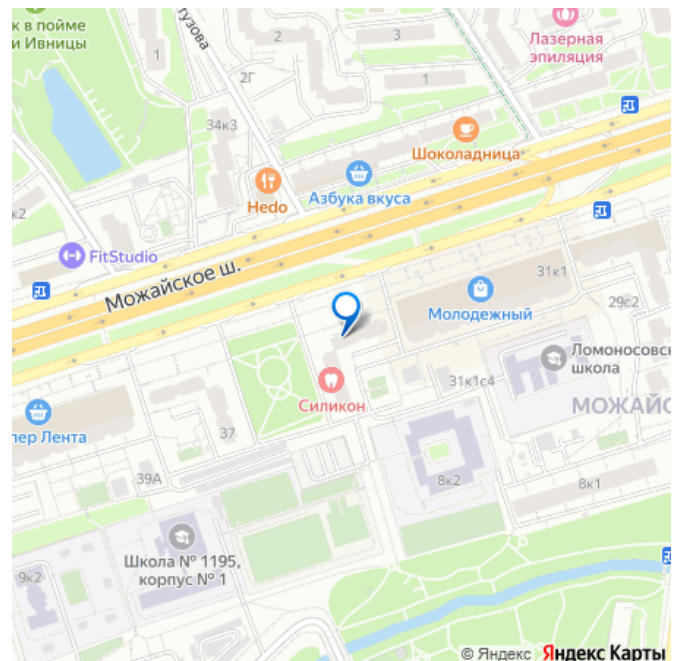 к в пойме
и Ивницы
тузова
2
3
1
2Г
1
Лазерная
эпиляция
34к3
Шоколадница
Азбука вкуса
Hedo
к2
FitStudio
Можайское ш.
31к1
Молодежный
29с2
Ломоносовск
школа
31к1с4
Силикон
МОЖАЙС
пер Лента
37
39А
8к2
8к1
Школа № 1195,
корпус № 1
9к2
© Яндекс Яндекс Карты